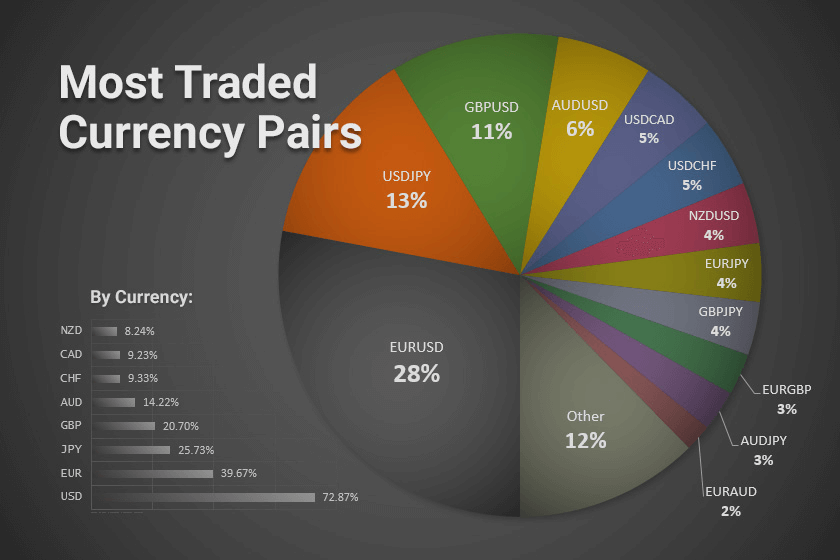 Most Traded
Currency Pairs
GBPUSD
11%
AUDUSD
6%
USDCAD
5%
USDCHF
5%
USDJPY
13%
NZDUSD
4%
EURJPY
4%
GBPJPY
4%
EURUSD
28%
EURGBP
3%
Other
12%
AUDJPY
3%
EURAUD
2%
By Currency:
NZD 8.24%
CAD 9.23%
CHF 9.33%
AUD 14.22%
GBP 20.70%
JPY 25.73%
EUR 39.67%
USD 72.87%